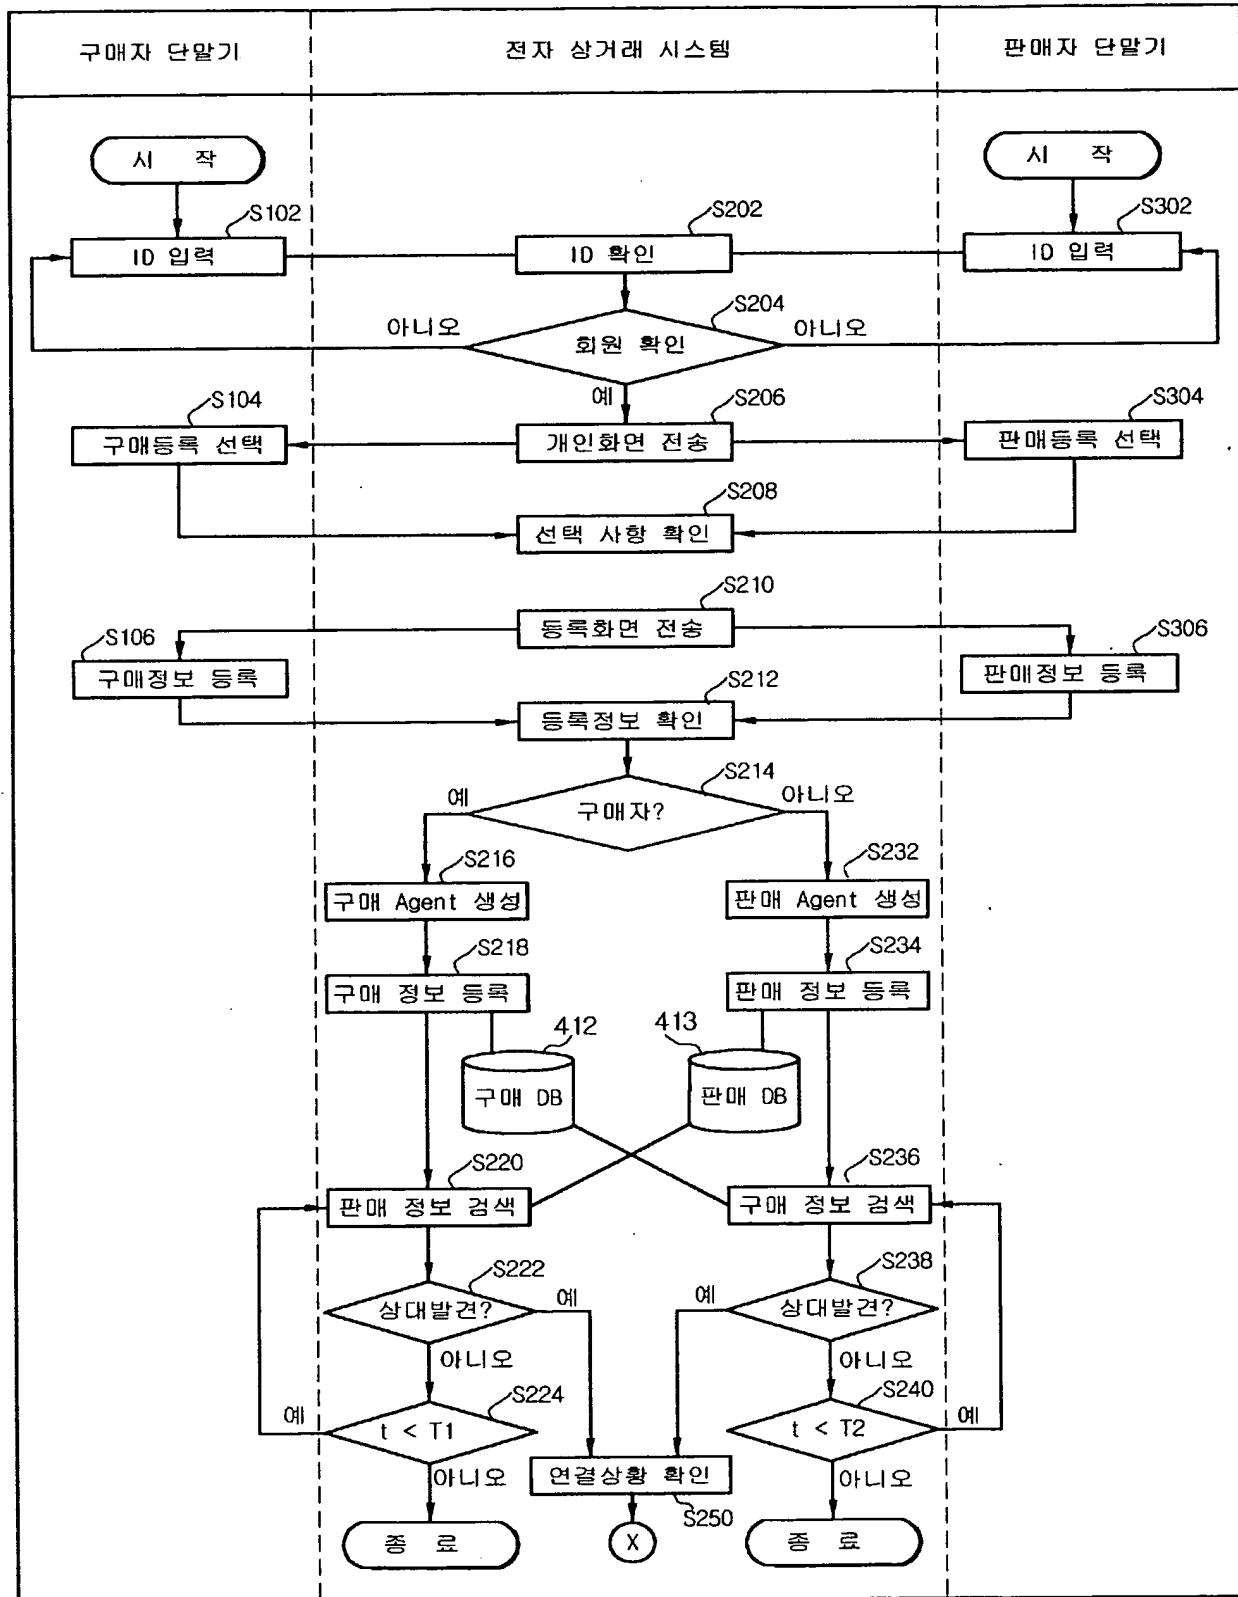 구매자 단말기
전자 상거래 시스템
판매자 단말기
시 작
시 작
S102
S202
S302
ID 입력
ID 확인
ID 입력
S204
아니오
회원 확인
아니오
예
S104
S206
S304
구매등록 선택
개인화면 전송
판매등록 선택
S208
선택 사항 확인
S210
등록화면 전송
S106
S306
구매정보 등록
판매정보 등록
S212
등록정보 확인
S214
예
구매자?
아니오
S216
S232
구매 Agent 생성
판매 Agent 생성
S218
S234
구매 정보 등록
판매 정보 등록
412
413
구매 DB
판매 DB
S220
S236
판매 정보 검색
구매 정보 검색
S222
S238
상대발견?
예
예
상대발견?
아니오
아니오
S224
S240
예
t < T1
t < T2
예
아니오
연결상황 확인
아니오
S250
종 료
X
종 료